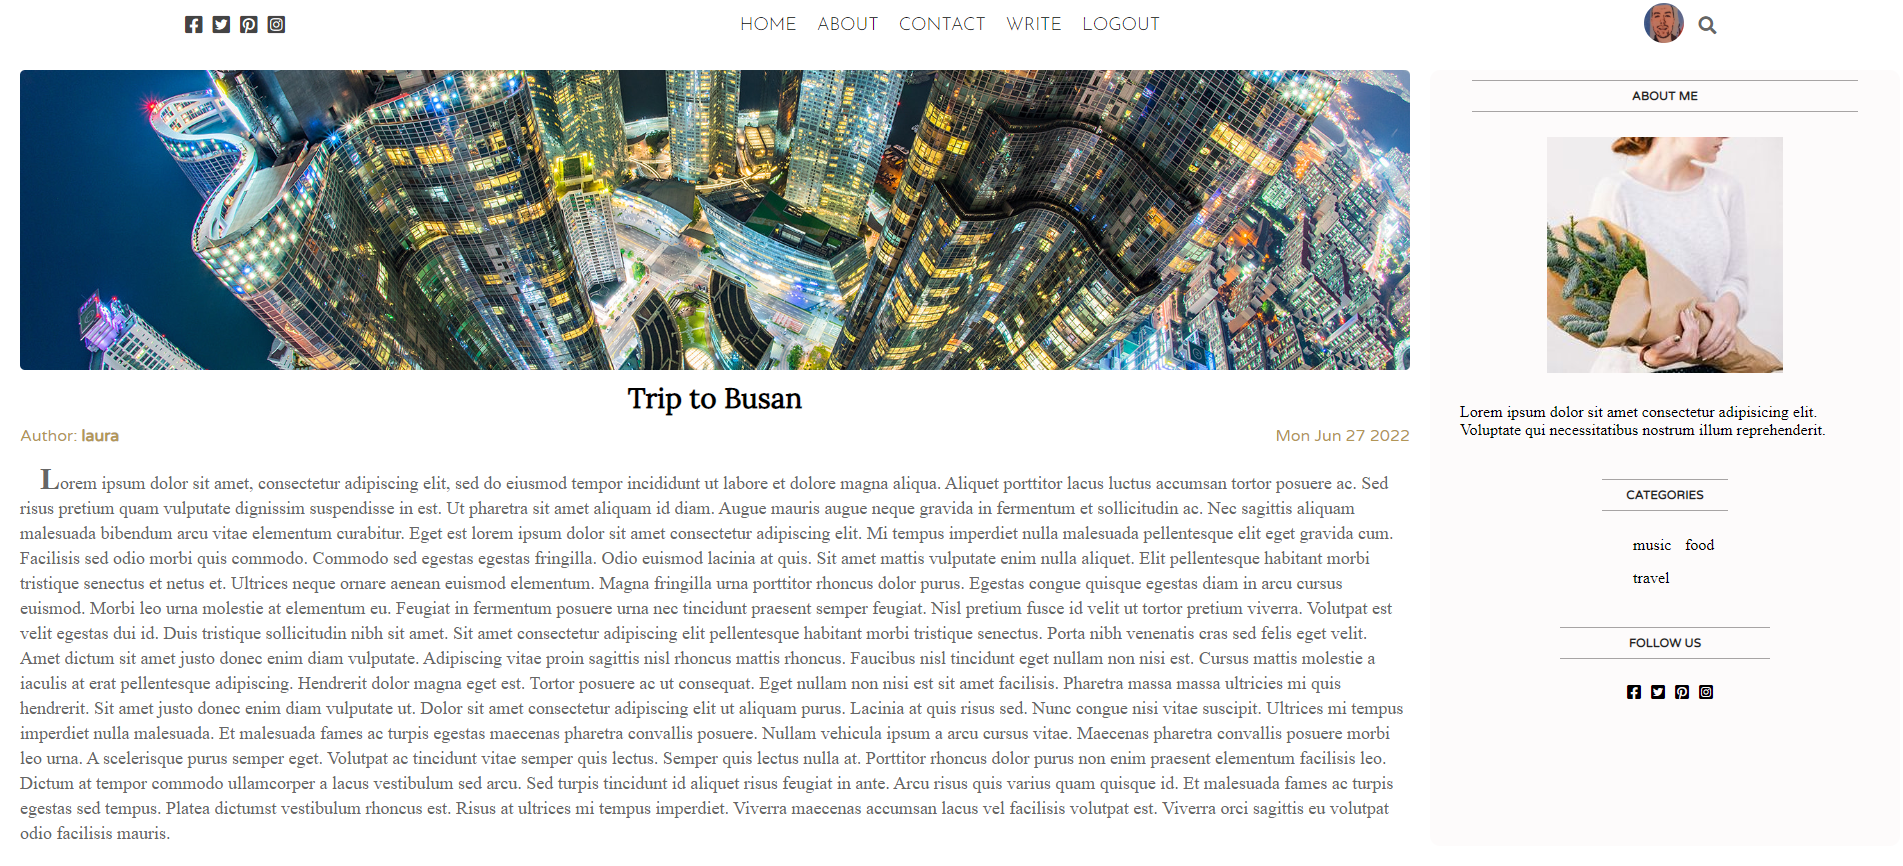 HOME ABOUT CONTACT WRITE LOGOUT
Trip to Busan
Author: laura
Mon Jun 27 2022
Lorem ipsum dolor sit amet, consectetur adipiscing elit, sed do eiusmod tempor incididunt ut labore et dolore magna aliqua. Aliquet porttitor lacus luctus accumsan tortor posuere ac. Sed
risus pretium quam vulputate dignissim suspendisse in est. Ut pharetra sit amet aliquam id diam. Augue mauris augue neque gravida in fermentum et sollicitudin ac. Nec sagittis aliquam
malesuada bibendum arcu vitae elementum curabitur. Eget est lorem ipsum dolor sit amet consectetur adipiscing elit. Mi tempus imperdiet nulla malesuada pellentesque elit eget gravida cum.
Facilisis sed odio morbi quis commodo. Commodo sed egestas egestas fringilla. Odio euismod lacinia at quis. Sit amet mattis vulputate enim nulla aliquet. Elit pellentesque habitant morbi
tristique senectus et netus et. Ultrices neque ornare aenean euismod elementum. Magna fringilla urna porttitor rhoncus dolor purus. Egestas congue quisque egestas diam in arcu cursus
euismod. Morbi leo urna molestie at elementum eu. Feugiat in fermentum posuere urna nec tincidunt praesent semper feugiat. Nisl pretium fusce id velit ut tortor pretium viverra. Volutpat est
velit egestas dui id. Duis tristique sollicitudin nibh sit amet. Sit amet consectetur adipiscing elit pellentesque habitant morbi tristique senectus. Porta nibh venenatis cras sed felis eget velit.
Amet dictum sit amet justo donec enim diam vulputate. Adipiscing vitae proin sagittis nisl rhoncus mattis rhoncus. Faucibus nisl tincidunt eget nullam non nisi est. Cursus mattis molestie a
iaculis at erat pellentesque adipiscing. Hendrerit dolor magna eget est. Tortor posuere ac ut consequat. Eget nullam non nisi est sit amet facilisis. Pharetra massa massa ultricies mi quis
hendrerit. Sit amet justo donec enim diam vulputate ut. Dolor sit amet consectetur adipiscing elit ut aliquam purus. Lacinia at quis risus sed. Nunc congue nisi vitae suscipit. Ultrices mi tempus
imperdiet nulla malesuada. Et malesuada fames ac turpis egestas maecenas pharetra convallis posuere. Nullam vehicula ipsum a arcu cursus vitae. Maecenas pharetra convallis posuere morbi
leo urna. A scelerisque purus semper eget. Volutpat ac tincidunt vitae semper quis lectus. Semper quis lectus nulla at. Porttitor rhoncus dolor purus non enim praesent elementum facilisis leo.
Dictum at tempor commodo ullamcorper a lacus vestibulum sed arcu. Sed turpis tincidunt id aliquet risus feugiat in ante. Arcu risus quis varius quam quisque id. Et malesuada fames ac turpis
egestas sed tempus. Platea dictumst vestibulum rhoncus est. Risus at ultrices mi tempus imperdiet. Viverra maecenas accumsan lacus vel facilisis volutpat est. Viverra orci sagittis eu volutpat
odio facilisis mauris.
ABOUT ME
Lorem ipsum dolor sit amet consectetur adipisicing elit.
Voluptate qui necessitatibus nostrum illum reprehenderit.
CATEGORIES
music food
travel
FOLLOW US